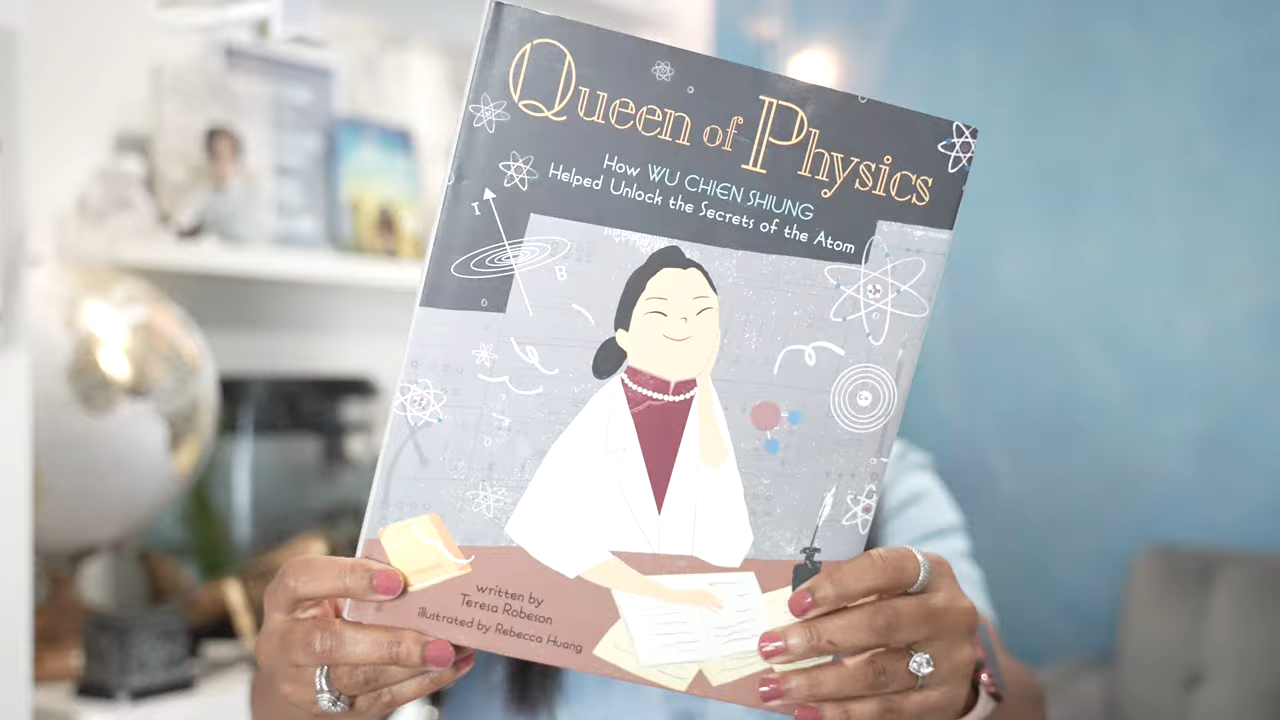 Queen of Physics
How WU CHIEN SHIUNG
Helped Unlock the Secrets of the Atom
I
B
written by
Teresa Robeson
illustrated by Rebecca Huang